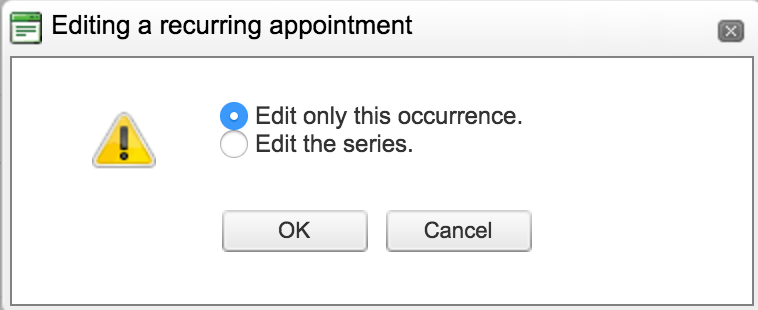 Editing a recurring appointment
Edit only this occurrence.
Edit the series.
OK
Cancel